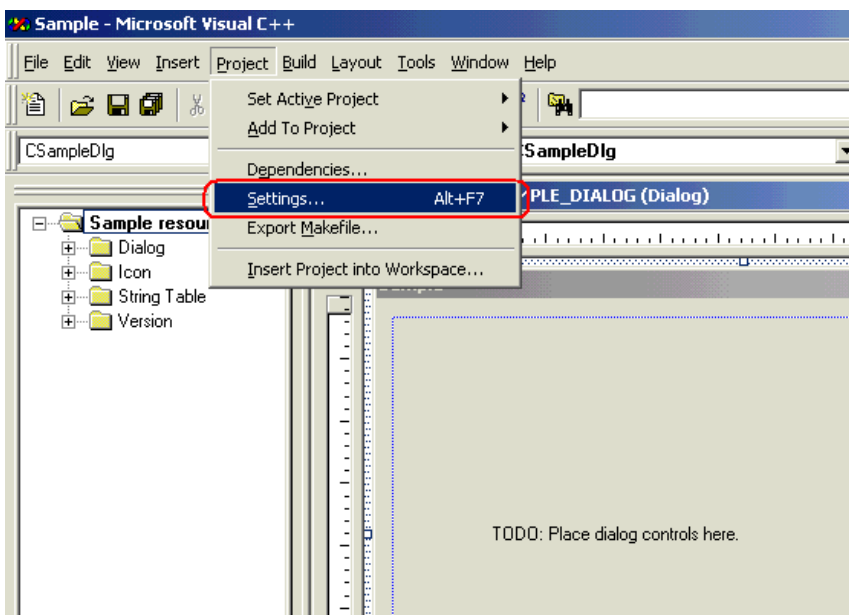 Sample - Microsoft Visual C++
File Edit View Insert Project Build Layout Tools Window Help
Set Active Project
Add To Project
CSampleDlg
SampleDlg
Dependencies...
Settings... Alt+F7
PLE_DIALOG (Dialog)
Sample resou
Export Makefile...
Dialog
Icon
Insert Project into Workspace...
String Table
Version
TODO: Place dialog controls here.